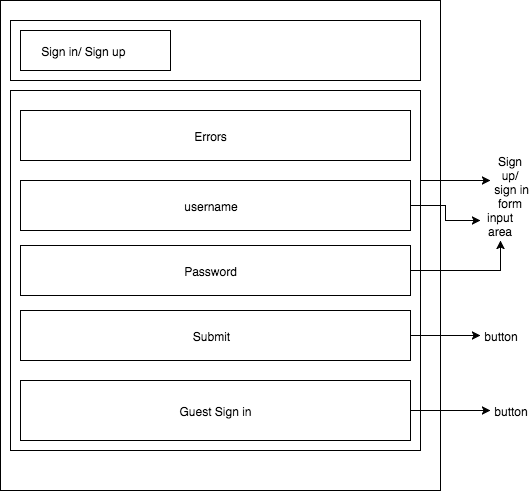 Sign in/ Sign up
Errors
username
Password
Submit
Guest Sign in
Sign
up/
sign in
form
input
area
button
button